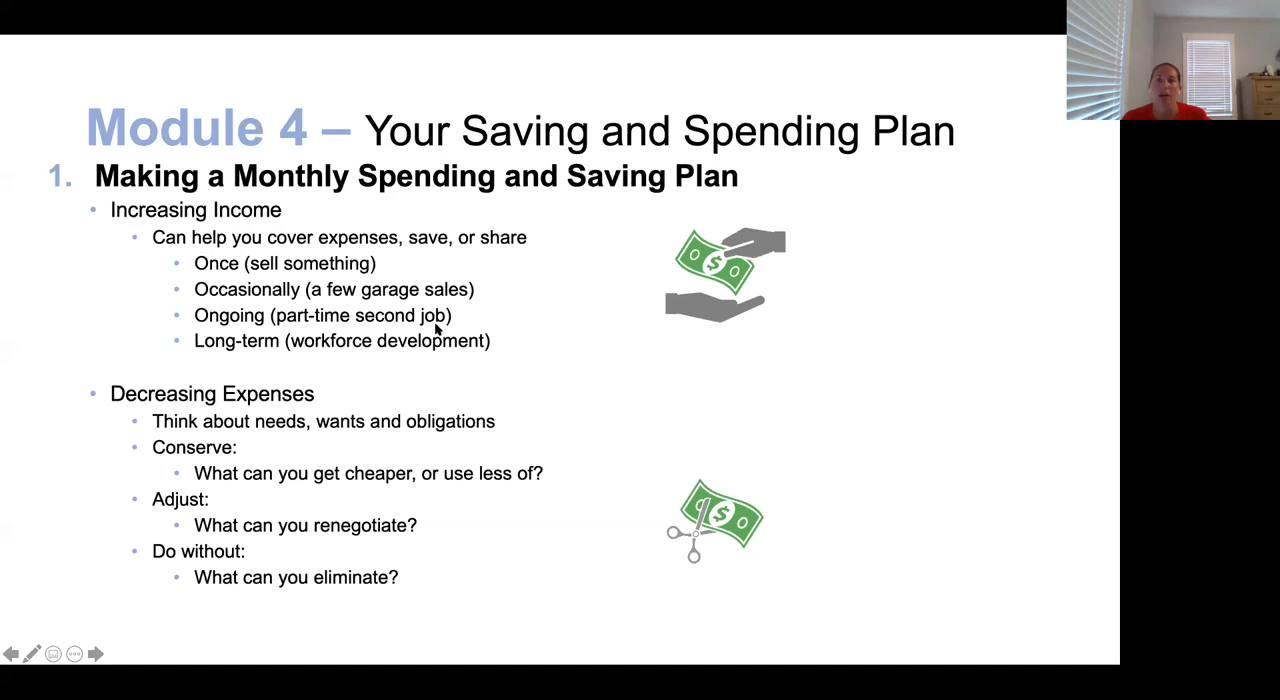 Module 4 – Your Saving and Spending Plan
1. Making a Monthly Spending and Saving Plan
• Increasing Income
• Can help you cover expenses, save, or share
• Once (sell something)
• Occasionally (a few garage sales)
• Ongoing (part-time second job)
• Long-term (workforce development)
• Decreasing Expenses
• Think about needs, wants and obligations
• Conserve:
• What can you get cheaper, or use less of?
• Adjust:
• What can you renegotiate?
• Do without:
• What can you eliminate?